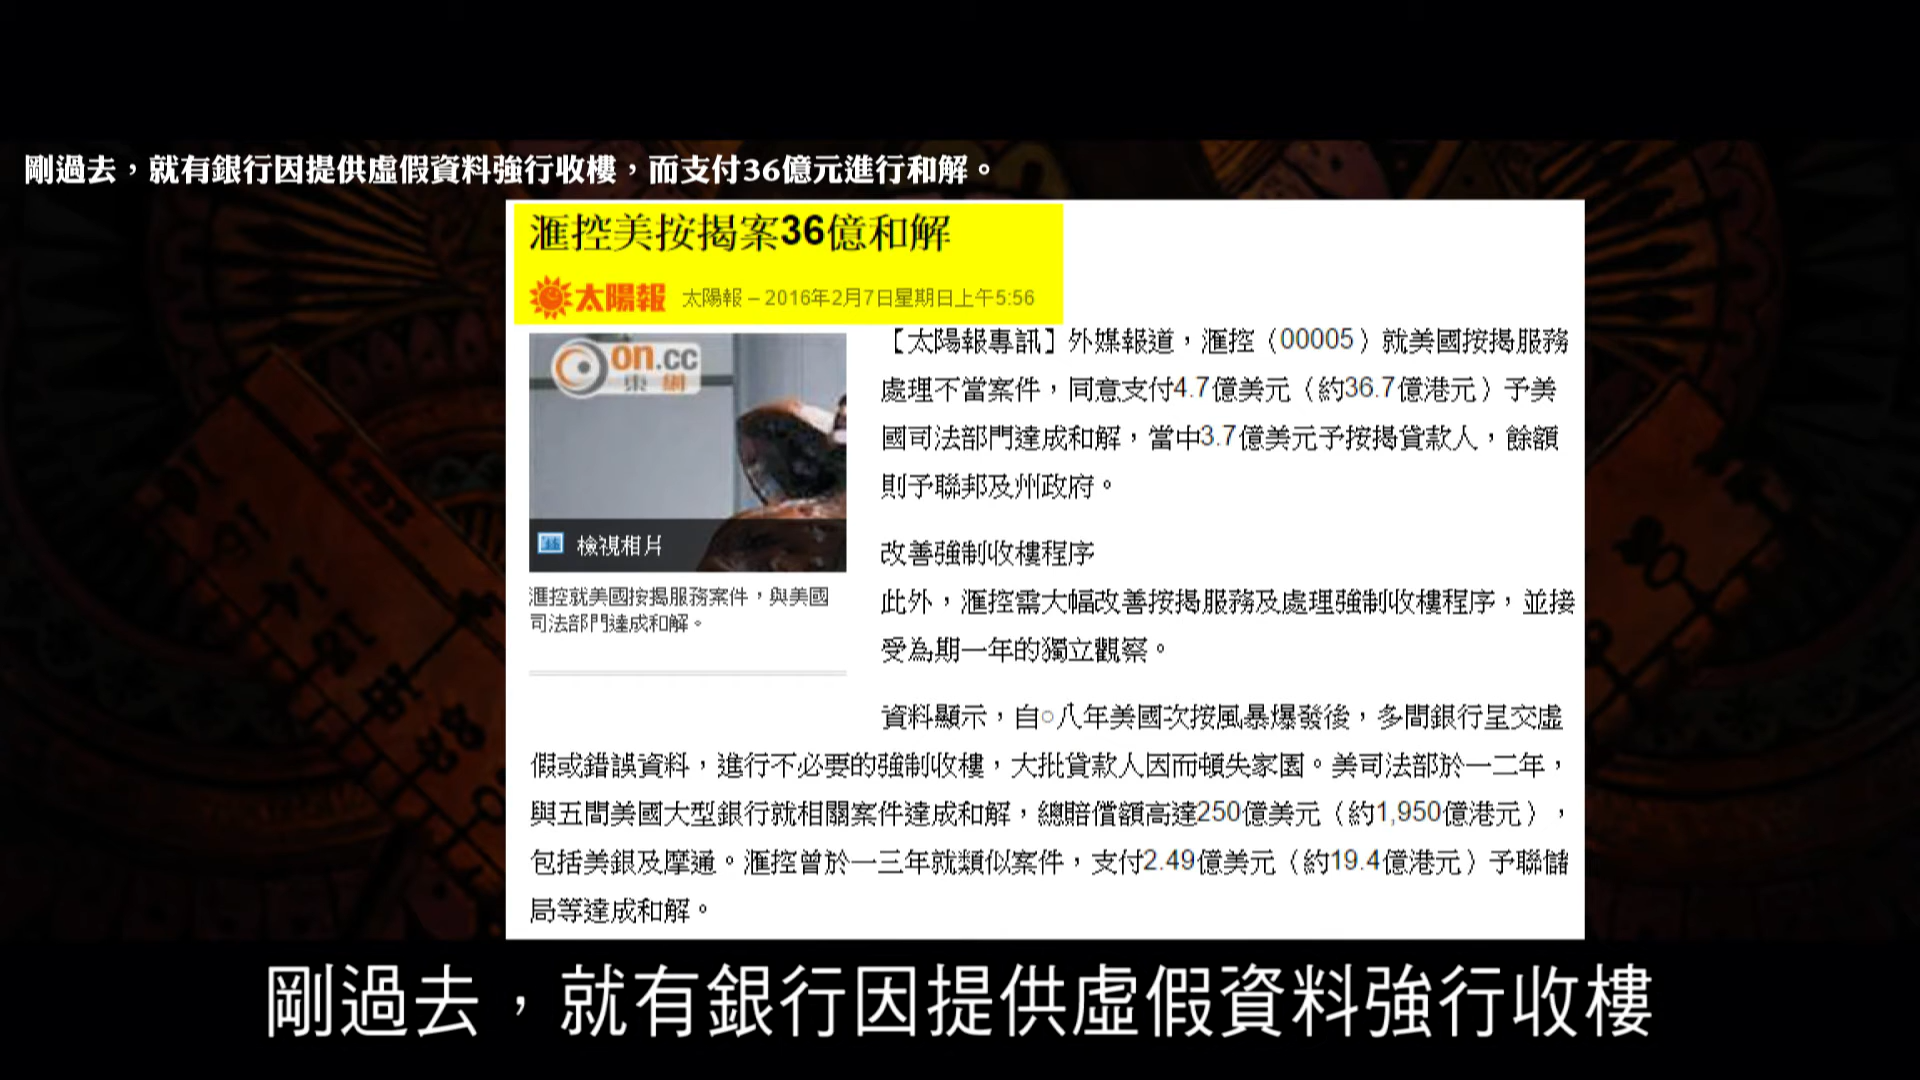 剛過去，就有銀行因提供虛假資料強行收樓，而支付36億元進行和解。
滙控美按揭案36億和解
太陽報 太陽報 – 2016年2月7日星期日上午5:56
on.cc
東網
檢視相片
滙控就美國按揭服務案件，與美國
司法部門達成和解。
【太陽報專訊】外媒報道，滙控（00005）就美國按揭服務
處理不當案件，同意支付4.7億美元（約36.7億港元）予美
國司法部門達成和解，當中3.7億美元予按揭貸款人，餘額
則予聯邦及州政府。
改善強制收樓程序
此外，滙控需大幅改善按揭服務及處理強制收樓程序，並接
受為期一年的獨立觀察。
資料顯示，自○八年美國次按風暴爆發後，多間銀行呈交虛
假或錯誤資料，進行不必要的強制收樓，大批貸款人因而頓失家園。美司法部於一二年，
與五間美國大型銀行就相關案件達成和解，總賠償額高達250億美元（約1,950億港元），
包括美銀及摩通。滙控曾於一三年就類似案件，支付2.49億美元（約19.4億港元）予聯儲
局等達成和解。
剛過去，就有銀行因提供虛假資料強行收樓